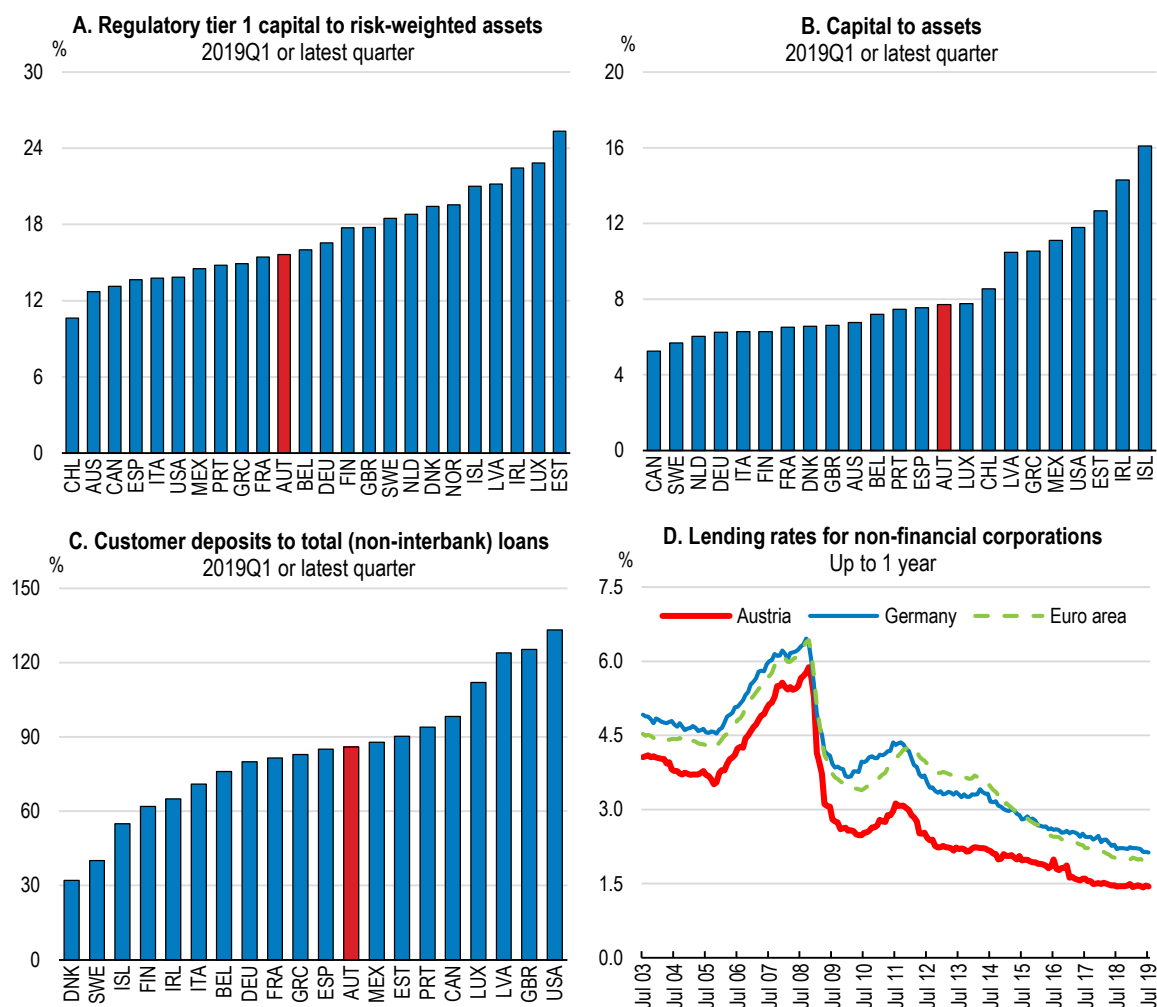 A. Regulatory tier 1 capital to risk-weighted assets
2019Q1 or latest quarter
%
30
24
18
12
6
0
CHL AUS CAN ESP ITA USA MEX PRT GRC FRA AUT BEL DEU FIN GBR SWE NLD DNK NOR ISL LVA IRL LUX EST
B. Capital to assets
2019Q1 or latest quarter
%
20
16
12
8
4
0
CAN SWE NLD DEU ITA FIN FRA DNK GBR AUS BEL PRT ESP AUT LUX CHL LVA GRC MEX USA EST IRL ISL
C. Customer deposits to total (non-interbank) loans
2019Q1 or latest quarter
%
150
120
90
60
30
0
DNK SWE ISL FIN IRL ITA BEL DEU FRA GRC ESP AUT MEX EST PRT CAN LUX LVA GBR USA
D. Lending rates for non-financial corporations
Up to 1 year
%
7.5
Austria Germany Euro area
6.0
4.5
3.0
1.5
0.0
Jul 03 Jul 04 Jul 05 Jul 06 Jul 07 Jul 08 Jul 09 Jul 10 Jul 11 Jul 12 Jul 13 Jul 14 Jul 15 Jul 16 Jul 17 Jul 18 Jul 19